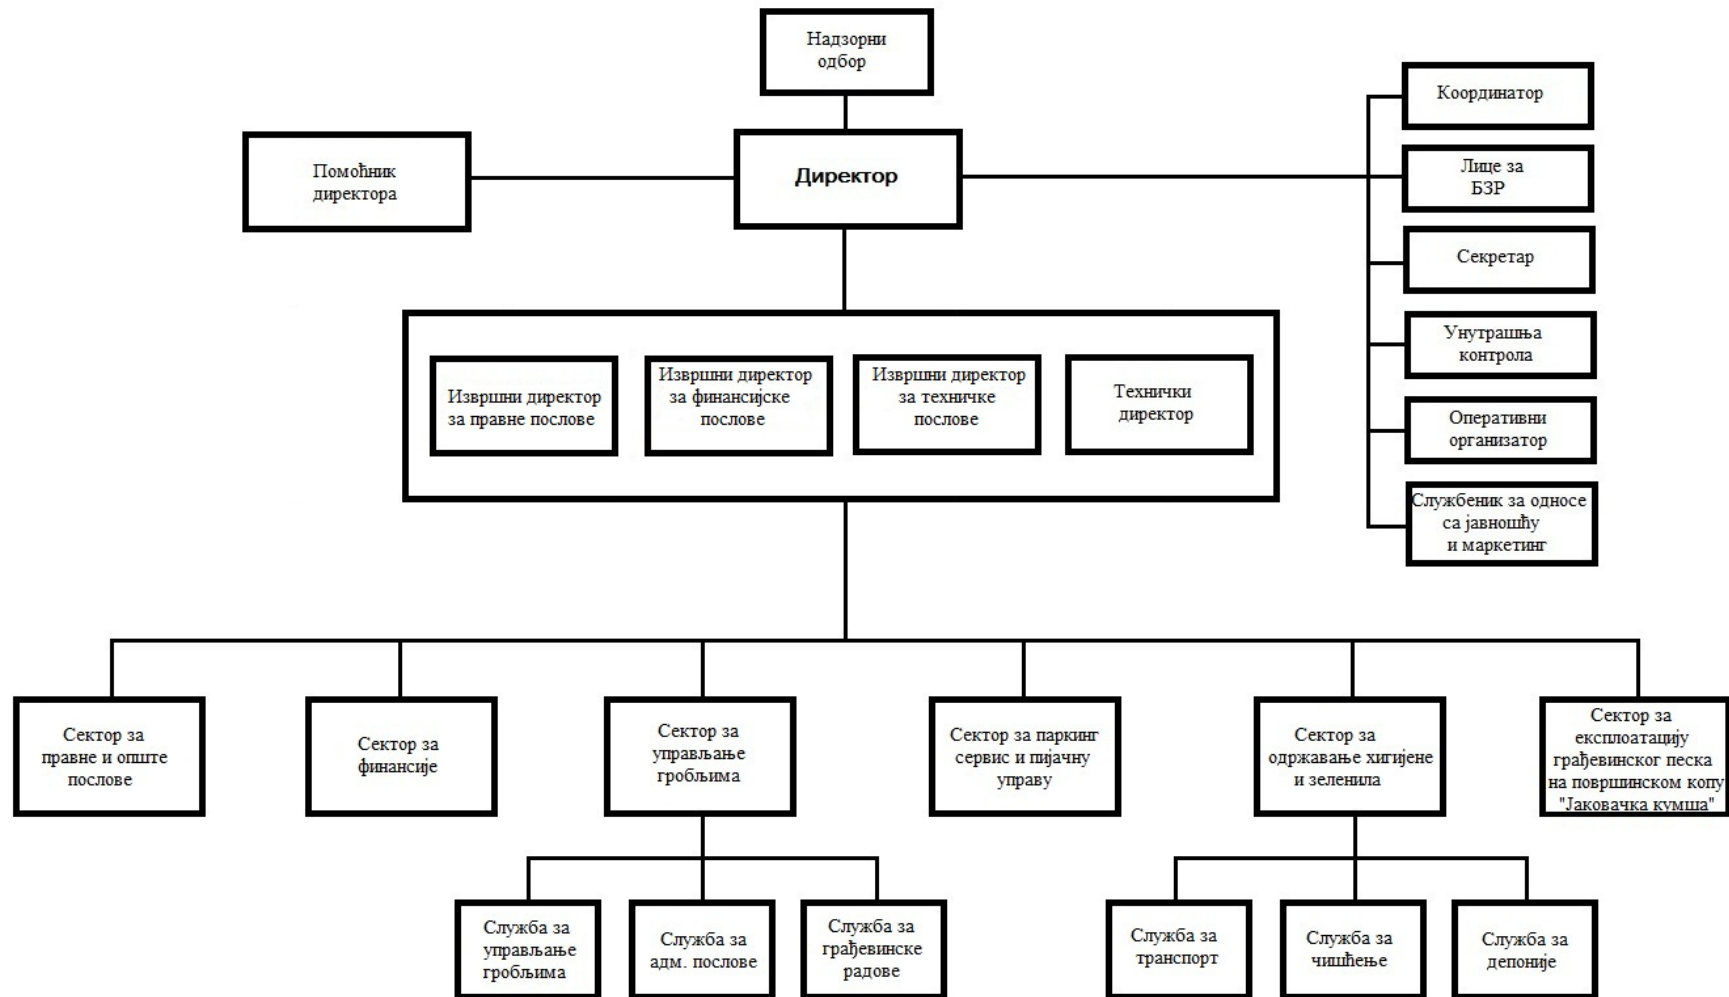 Надзорни
одбор
Координатор
Помоћник
директора
Директор
Лице за
БЗР
Секретар
Унутрашња
контрола
Извршни директор
за правне послове
Извршни директор
за финансијске
послове
Извршни директор
за техничке
послове
Технички
директор
Оперативни
организатор
Службеник за односе
са јавношћу
и маркетинг
Сектор за
правне и опште
послове
Сектор за
финансије
Сектор за
управљање
гробљима
Сектор за паркинг
сервис и пијачну
управу
Сектор за
одржавање хигијене
и зеленила
Сектор за
експлоатацију
грађевинског песка
на површинском копу
"Јаковачка кумша"
Служба за
управљање
гробљима
Служба за
адм. послове
Служба за
грађевинске
радове
Служба за
транспорт
Служба за
чишћење
Служба за
депоније